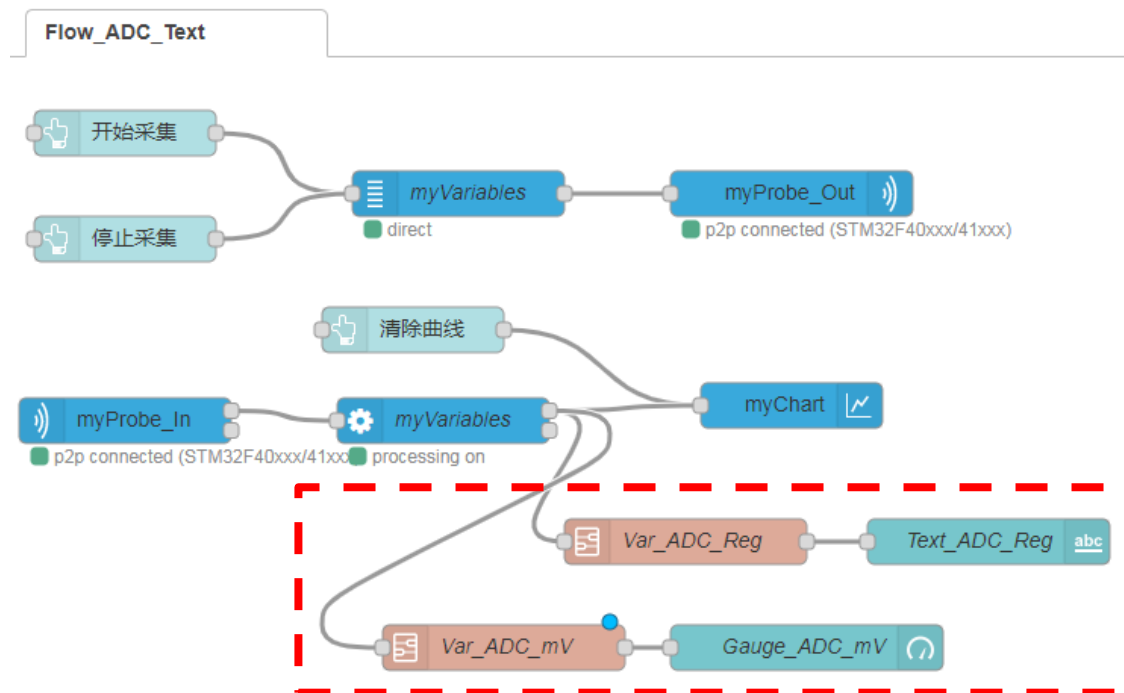 Flow_ADC_Text
开始采集
myVariables
myProbe_Out
direct
p2p connected (STM32F40xxx/41xxx)
停止采集
清除曲线
myChart
myProbe_In
myVariables
p2p connected (STM32F40xxx/41xxx
processing on
Var_ADC_Reg
Text_ADC_Reg
abc
Var_ADC_mV
Gauge_ADC_mV